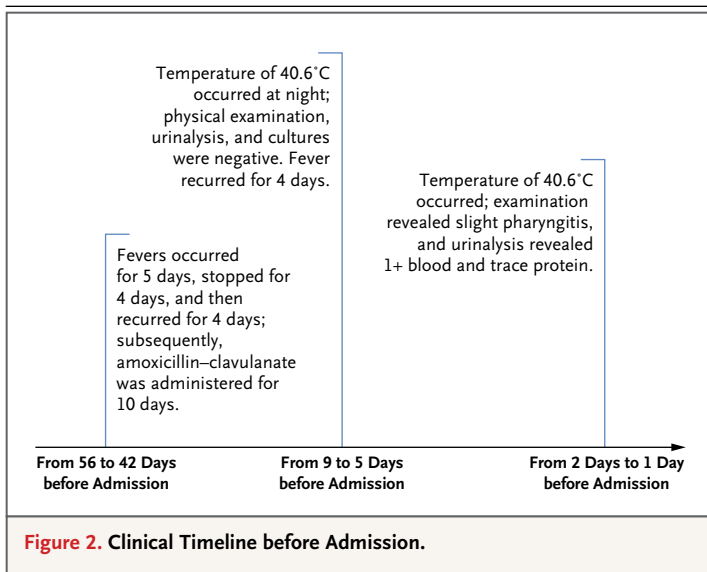 Temperature of 40.6˚C
occurred at night;
physical examination,
urinalysis, and cultures
were negative. Fever
recurred for 4 days.
Temperature of 40.6˚C
occurred; examination
revealed slight pharyngitis,
and urinalysis revealed
1+ blood and trace protein.
Fevers occurred
for 5 days, stopped for
4 days, and then
recurred for 4 days;
subsequently,
amoxicillin–clavulanate
was administered for
10 days.
From 56 to 42 Days
before Admission
From 9 to 5 Days
before Admission
From 2 Days to 1 Day
before Admission
Figure 2. Clinical Timeline before Admission.